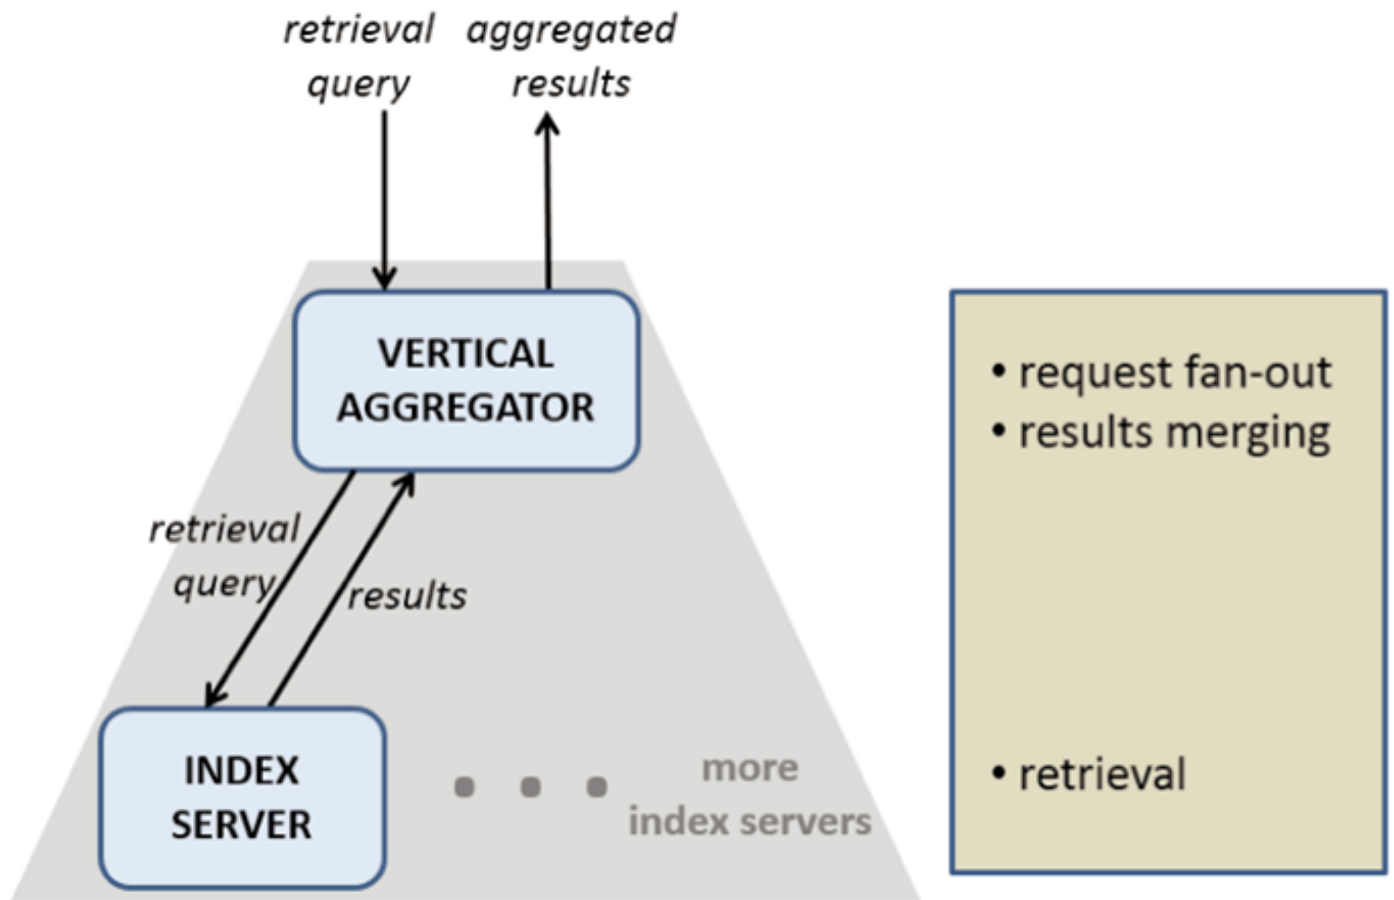 retrieval
query
aggregated
results
VERTICAL
AGGREGATOR
retrieval
query
results
INDEX
SERVER
more
index servers
• request fan-out
• results merging
• retrieval